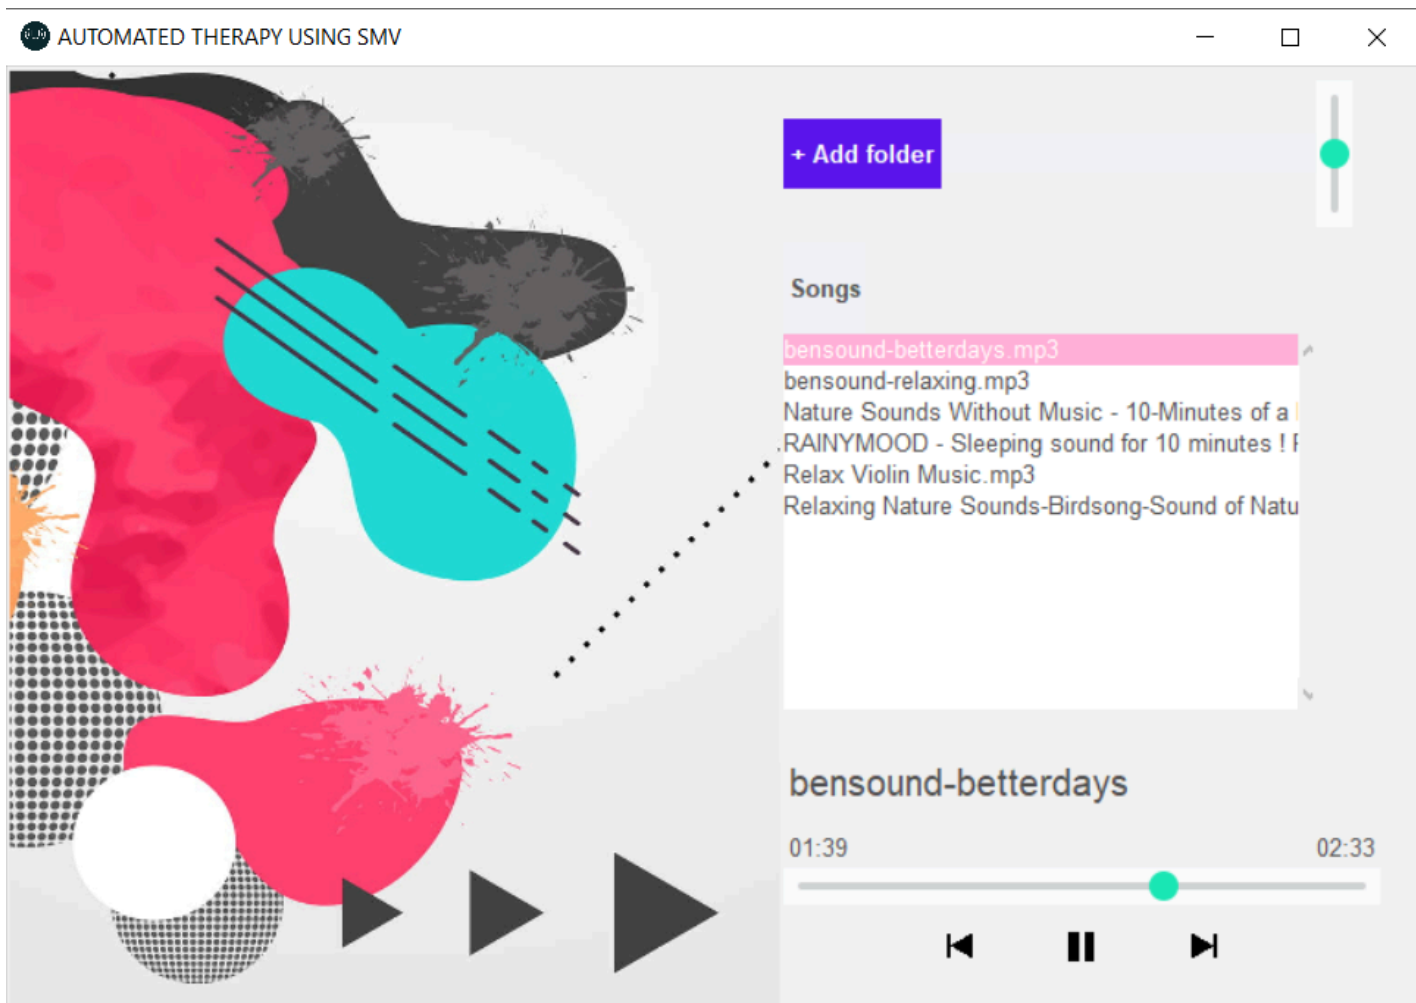 AUTOMATED THERAPY USING SMV
+ Add folder
Songs
bensound-betterdays.mp3
bensound-relaxing.mp3
Nature Sounds Without Music - 10-Minutes of a
RAINYMOOD - Sleeping sound for 10 minutes !
Relax Violin Music.mp3
Relaxing Nature Sounds-Birdsong-Sound of Natu
bensound-betterdays
01:39 02:33